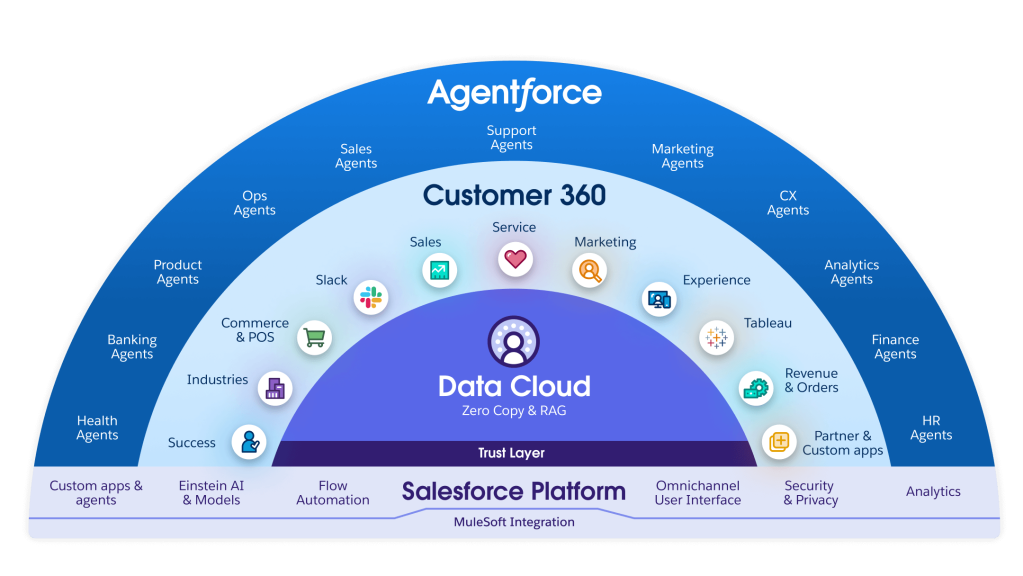 Agentforce
Support
Agents
Sales
Agents
Marketing
Agents
Ops
Agents
CX
Agents
Product
Agents
Analytics
Agents
Banking
Agents
Finance
Agents
Health
Agents
HR
Agents
Customer 360
Service
Sales
Marketing
Slack
Experience
Commerce
& POS
Tableau
Industries
Revenue
& Orders
Success
Partner &
Custom apps
Data Cloud
Zero Copy & RAG
Trust Layer
Custom apps &
agents
Einstein AI
& Models
Flow
Automation
Salesforce Platform
Omnichannel
User Interface
Security
& Privacy
Analytics
MuleSoft Integration